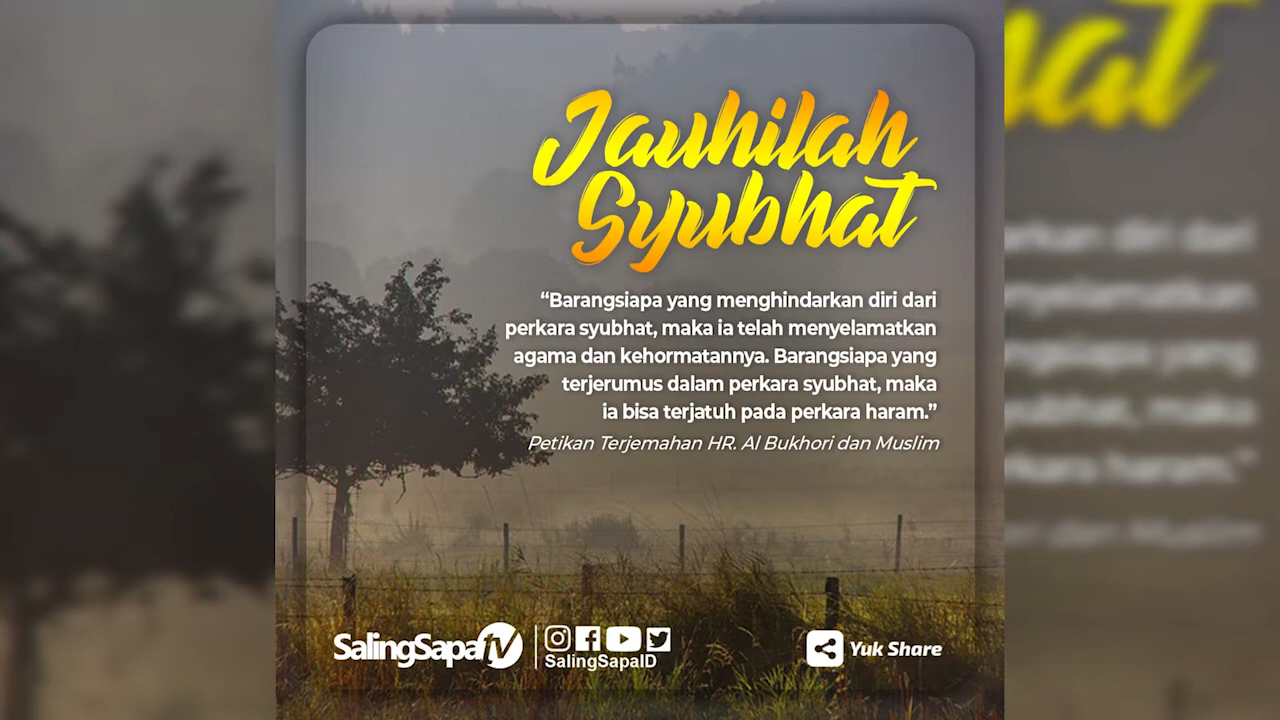 Jauhilah
Syubhat
“Barangsiapa yang menghindarkan diri dari
perkara syubhat, maka ia telah menyelamatkan
agama dan kehormatannya. Barangsiapa yang
terjerumus dalam perkara syubhat, maka
ia bisa terjatuh pada perkara haram.”
Petikan Terjemahan HR. Al Bukhori dan Muslim
SalingSapa tv
SalingSapaID
Yuk Share